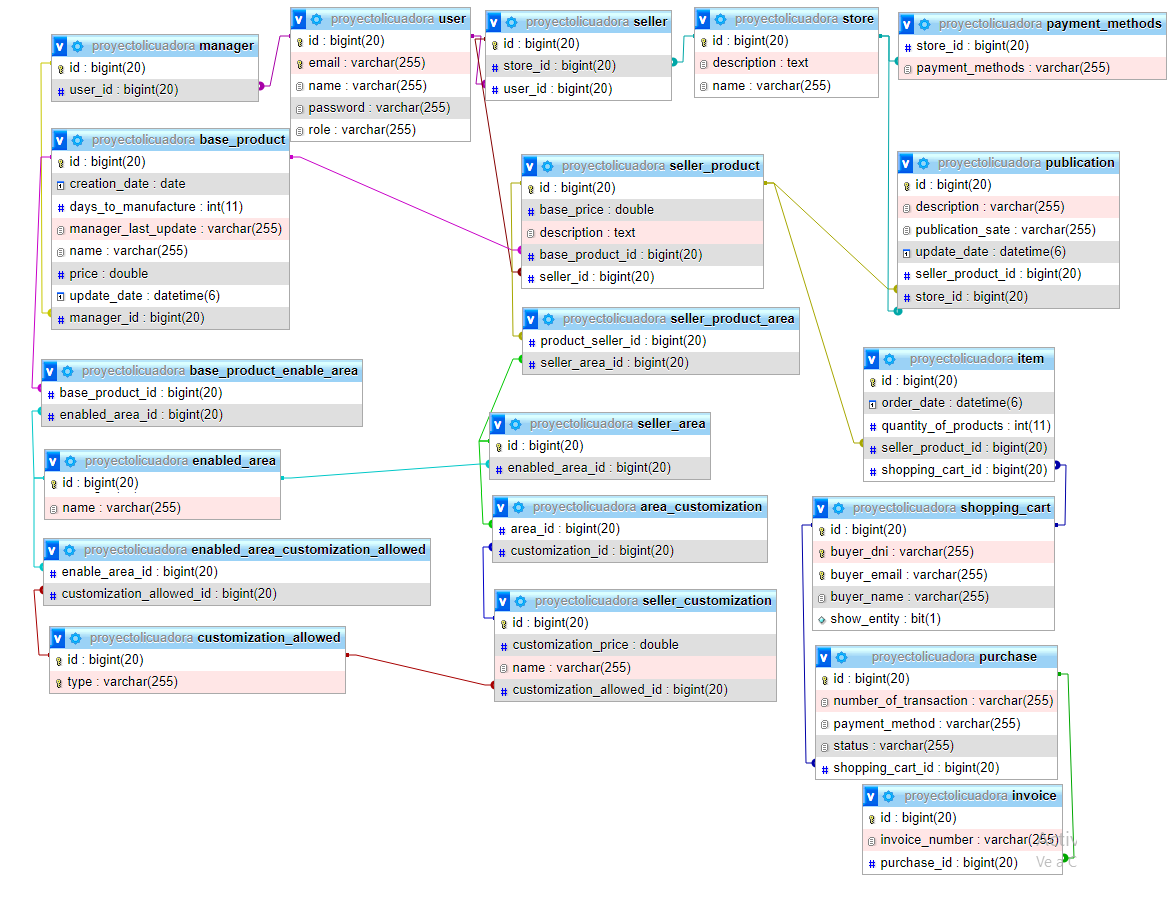 proyectolicuadora manager
id : bigint(20)
user_id : bigint(20)
proyectolicuadora user
id : bigint(20)
email : varchar(255)
name : varchar(255)
password : varchar(255)
role : varchar(255)
proyectolicuadora seller
id : bigint(20)
store_id : bigint(20)
user_id : bigint(20)
proyectolicuadora store
id : bigint(20)
description : text
name : varchar(255)
proyectolicuadora payment_methods
store_id : bigint(20)
payment_methods : varchar(255)
proyectolicuadora base_product
id : bigint(20)
creation_date : date
days_to_manufacture : int(11)
manager_last_update : varchar(255)
name : varchar(255)
price : double
update_date : datetime(6)
manager_id : bigint(20)
proyectolicuadora seller_product
id : bigint(20)
base_price : double
description : text
base_product_id : bigint(20)
seller_id : bigint(20)
proyectolicuadora publication
id : bigint(20)
description : varchar(255)
publication_sate : varchar(255)
update_date : datetime(6)
seller_product_id : bigint(20)
store_id : bigint(20)
proyectolicuadora seller_product_area
product_seller_id : bigint(20)
seller_area_id : bigint(20)
proyectolicuadora item
id : bigint(20)
order_date : datetime(6)
quantity_of_products : int(11)
seller_product_id : bigint(20)
shopping_cart_id : bigint(20)
proyectolicuadora base_product_enable_area
base_product_id : bigint(20)
enabled_area_id : bigint(20)
proyectolicuadora seller_area
id : bigint(20)
enabled_area_id : bigint(20)
proyectolicuadora enabled_area
id : bigint(20)
name : varchar(255)
proyectolicuadora area_customization
area_id : bigint(20)
customization_id : bigint(20)
proyectolicuadora shopping_cart
id : bigint(20)
buyer_dni : varchar(255)
buyer_email : varchar(255)
buyer_name : varchar(255)
show_entity : bit(1)
proyectolicuadora enabled_area_customization_allowed
enable_area_id : bigint(20)
customization_allowed_id : bigint(20)
proyectolicuadora seller_customization
id : bigint(20)
customization_price : double
name : varchar(255)
customization_allowed_id : bigint(20)
proyectolicuadora customization_allowed
id : bigint(20)
type : varchar(255)
proyectolicuadora purchase
id : bigint(20)
number_of_transaction : varchar(255)
payment_method : varchar(255)
status : varchar(255)
shopping_cart_id : bigint(20)
proyectolicuadora invoice
id : bigint(20)
invoice_number : varchar(255)
purchase_id : bigint(20)
Ve a C